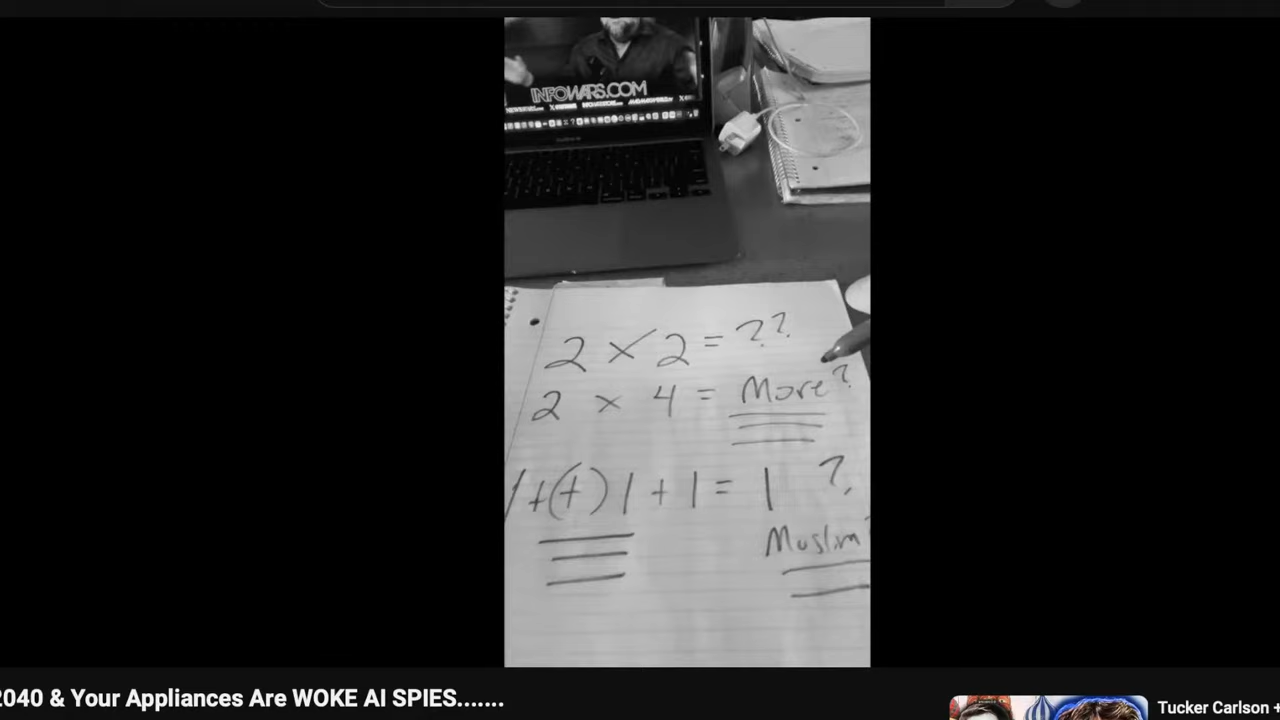 INFOWARS.COM
2 × 2 = ??
2 × 4 = More?
1+(+)1+1=1 ?
Muslim?
2040 & Your Appliances Are WOKE AI SPIES.......
Tucker Carlson +